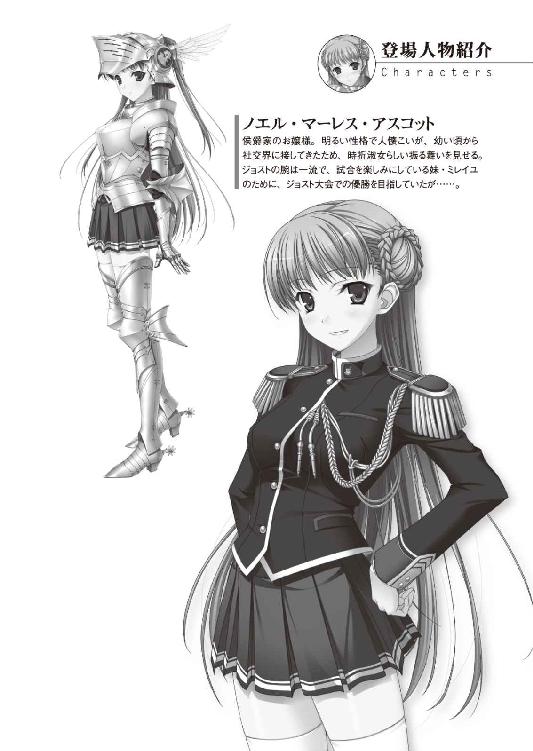 登場人物紹介
Characters
ノエル・マーレス・アスコット
侯爵家のお嬢様。明るい性格で人懐こいが、幼い頃から
社交界に接してきたため、時折淑女らしい振る舞いを見せる。
ジョストの腕は一流で、試合を楽しみにしている妹・ミレイユ
のために、ジョスト大会での優勝を目指していたが……。